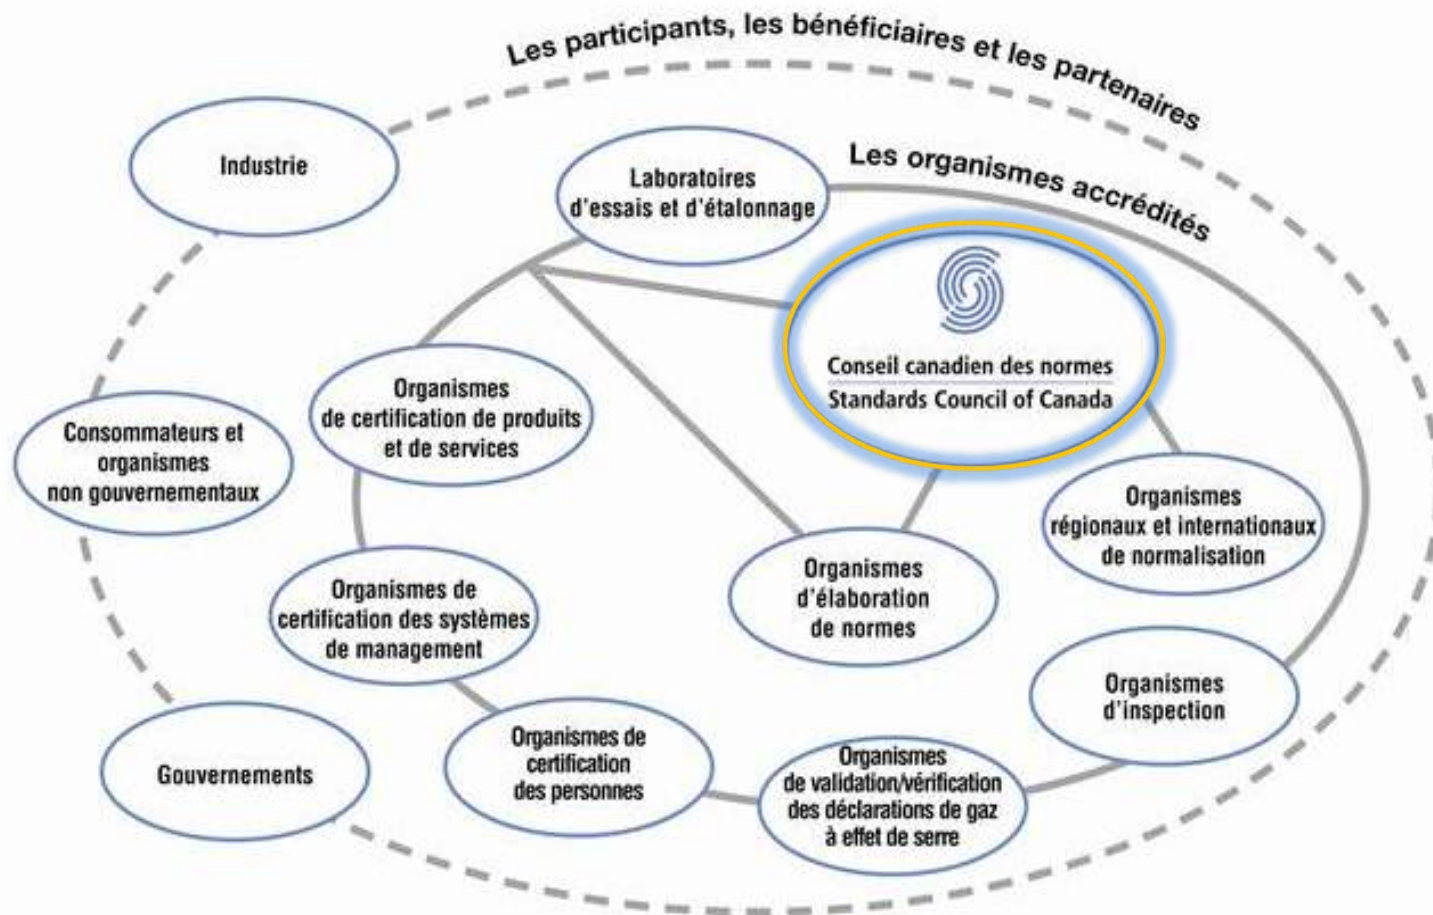 Les participants, les bénéficiaires et les partenaires
Les organismes accrédités
Industrie
Laboratoires
d'essais et d'étalonnage
Conseil canadien des normes
Standards Council of Canada
Organismes
de certification de produits
et de services
Consommateurs et
organismes
non gouvernementaux
Organismes
régionaux et internationaux
de normalisation
Organismes
d'élaboration
de normes
Organismes de
certification des systèmes
de management
Organismes
d'inspection
Organismes de
certification
des personnes
Organismes
de validation/vérification
des déclarations de gaz
à effet de serre
Gouvernements